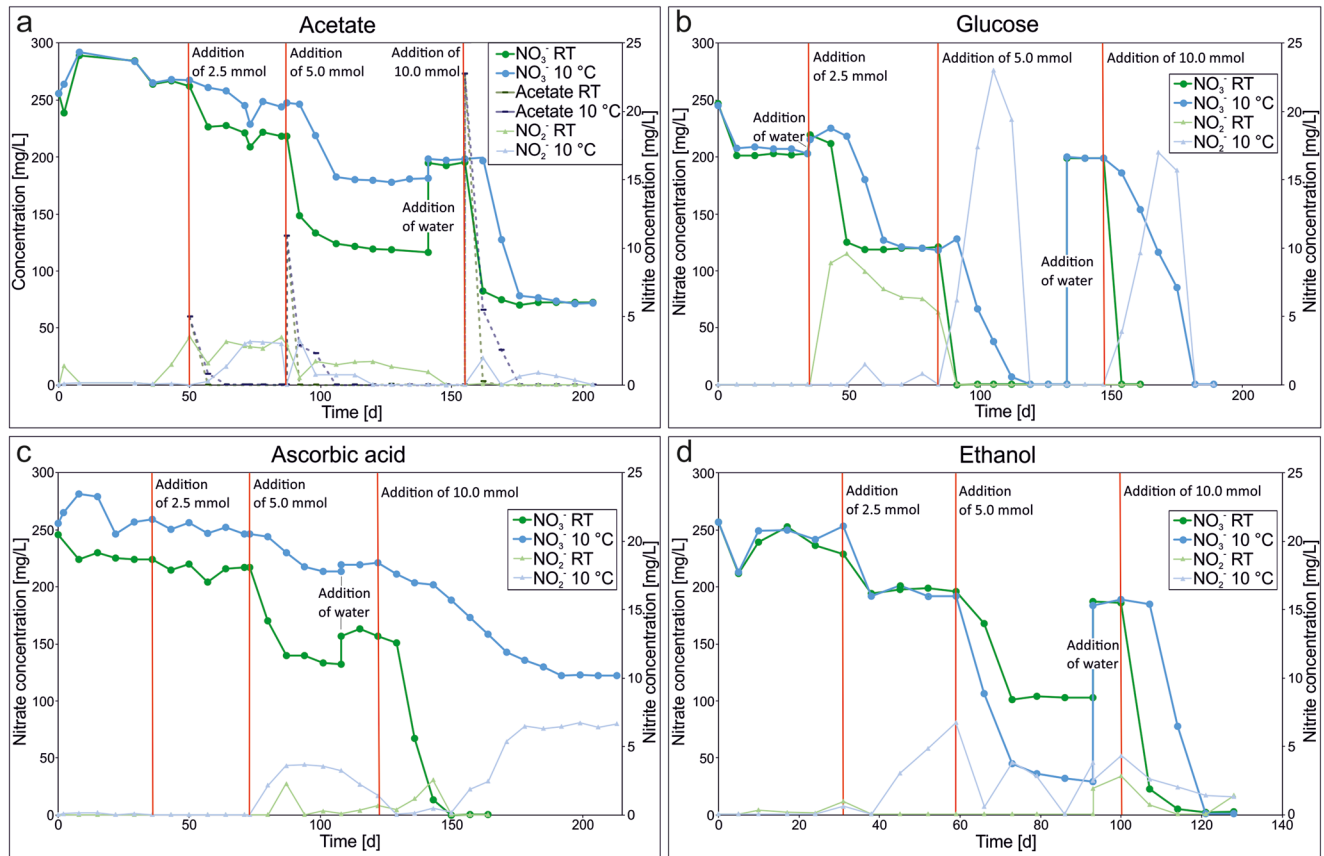 a
Acetate
300
250
200
150
100
50
0
Concentration [mg/L]
0
50
100
150
200
Time [d]
25
20
15
10
5
0
Nitrite concentration [mg/L]
Addition
of 2.5 mmol
Addition
of 5.0 mmol
Addition of
10.0 mmol
Addition
of water
NO₃⁻ RT
NO₃⁻ 10 °C
Acetate RT
Acetate 10 °C
NO₂⁻ RT
NO₂⁻ 10 °C
b
Glucose
300
250
200
150
100
50
0
Nitrate concentration [mg/L]
0
50
100
150
200
Time [d]
25
20
15
10
5
0
Nitrite concentration [mg/L]
Addition
of 2.5 mmol
Addition of 5.0 mmol
Addition of 10.0 mmol
Addition
of water
Addition
of water
NO₃⁻ RT
NO₃⁻ 10 °C
NO₂⁻ RT
NO₂⁻ 10 °C
c
Ascorbic acid
300
250
200
150
100
50
0
Nitrate concentration [mg/L]
0
50
100
150
200
Time [d]
25
20
15
10
5
0
Nitrite concentration [mg/L]
Addition
of 2.5 mmol
Addition
of 5.0 mmol
Addition of 10.0 mmol
Addition
of water
NO₃⁻ RT
NO₃⁻ 10 °C
NO₂⁻ RT
NO₂⁻ 10 °C
d
Ethanol
300
250
200
150
100
50
0
Nitrate concentration [mg/L]
0
20
40
60
80
100
120
140
Time [d]
25
20
15
10
5
0
Nitrite concentration [mg/L]
Addition
of 2.5 mmol
Addition
of 5.0 mmol
Addition of 10.0 mmol
Addition
of water
NO₃⁻ RT
NO₃⁻ 10 °C
NO₂⁻ RT
NO₂⁻ 10 °C